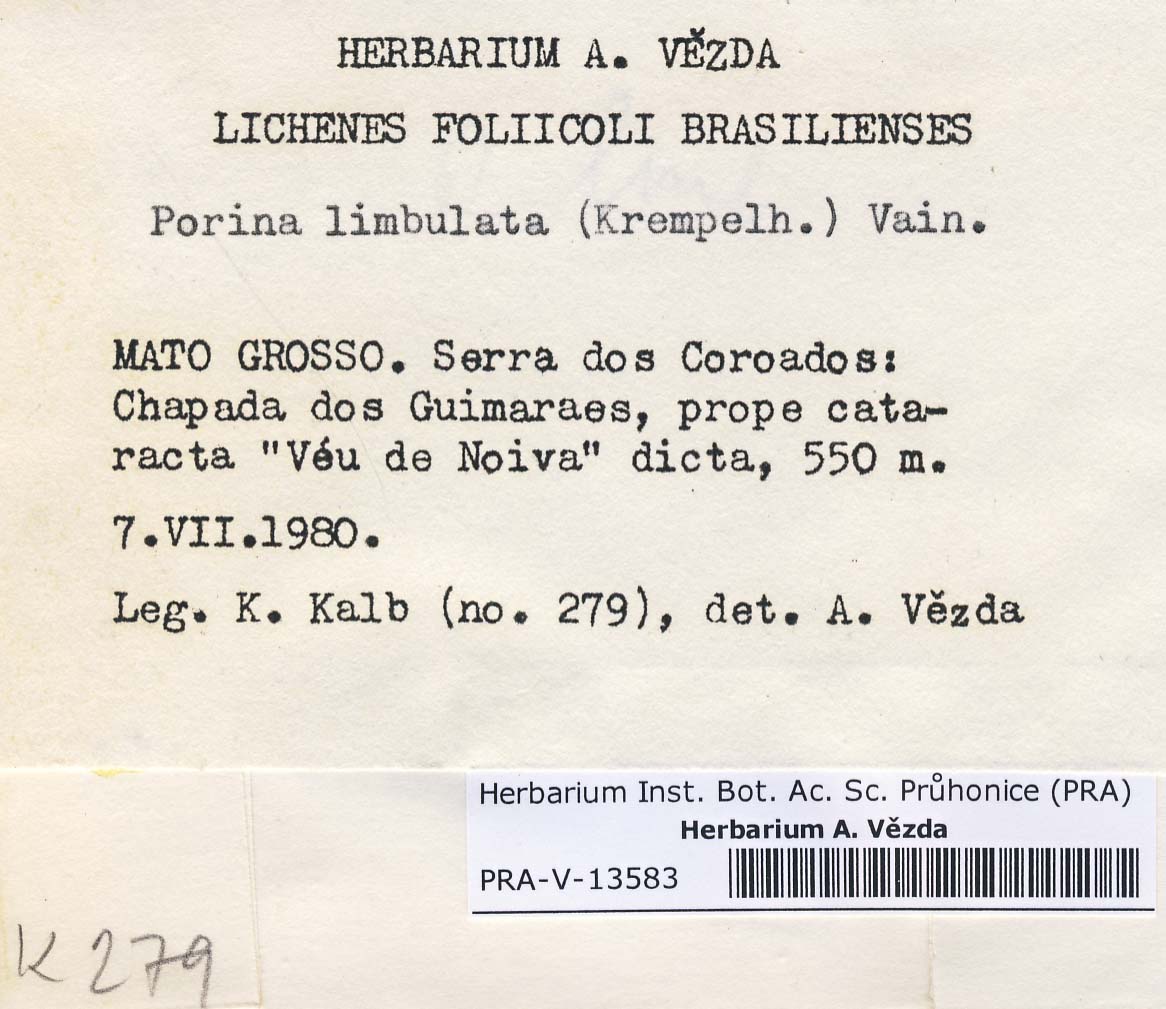 HERBARIUM A. VĚZDA
LICHENES FOLIICOLI BRASILIENSES
Porina limbulata (Krempelh.) Vain.
MATO GROSSO. Serra dos Coroados:
Chapada dos Guimaraes, prope cata-
racta "Véu de Noiva" dicta, 550 m.
7.VII.1980.
Leg. K. Kalb (no. 279), det. A. Vězda
Herbarium Inst. Bot. Ac. Sc. Průhonice (PRA)
Herbarium A. Vězda
PRA-V-13583
K 279